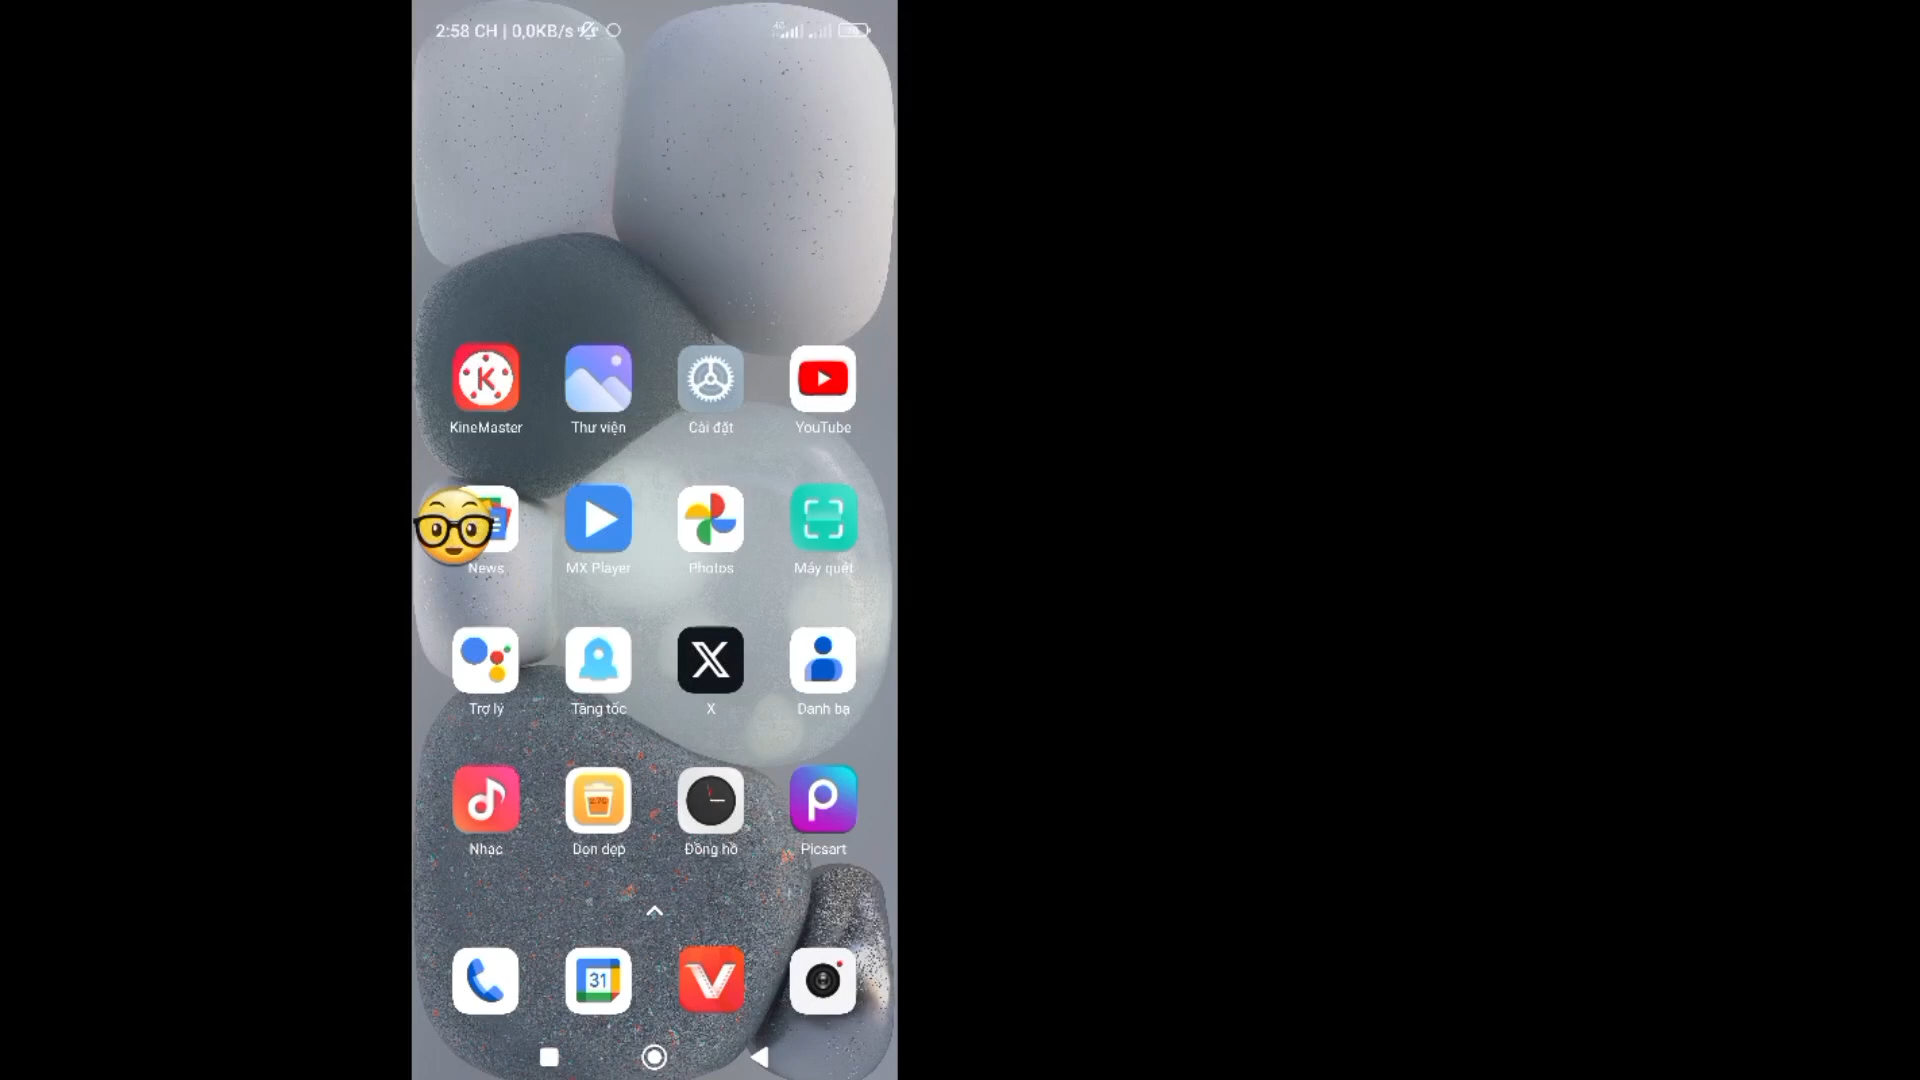 2:58 CH | 0,0KB/s
KineMaster Thư viện Cài đặt YouTube
News MX Player Photos Máy quét
Trợ lý Tăng tốc X Danh bạ
Nhạc Dọn dẹp Đồng hồ Picsart
31